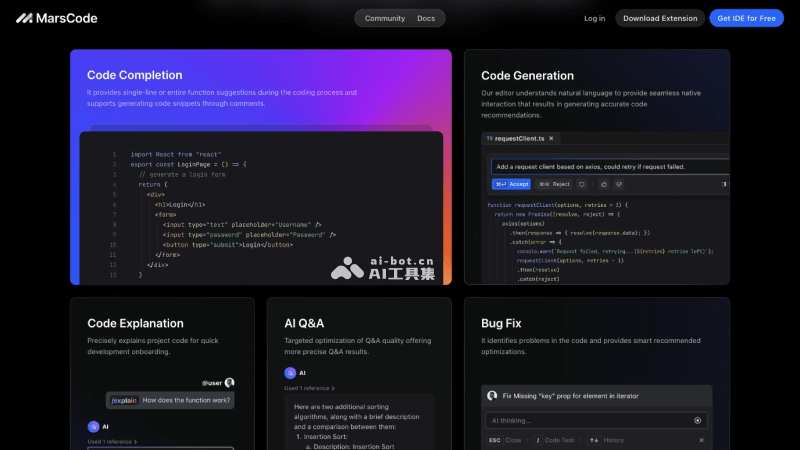 MarsCode
Community Docs
Log in
Download Extension
Get IDE for Free
Code Completion
It provides single-line or entire function suggestions during the coding process and
supports generating code snippets through comments.
1 import React from "react"
2 export const LoginPage = () => {
3 // generate a login form
4 return (
5 <div>
6 <h1>Login</h1>
7 <form>
8 <input type="text" placeholder="Username" />
9 <input type="password" placeholder="Password" />
10 <button type="submit">Login</button>
11 </form>
12 </div>
13 )
ai-bot.cn
AI工具集
Code Generation
Our editor understands natural language to provide seamless native
interaction that results in generating accurate code
recommendations.
TS requestClient.ts ×
Add a request client based on axios, could retry if request failed.
Accept
Reject
function requestClient(options, retries = 3) {
return new Promise((resolve, reject) => {
axios(options)
.then(response => { resolve(response.data); })
.catch(error => {
console.warn(`Request failed, retrying...(${retries} retries left)`);
requestClient(options, retries - 1)
.then(resolve)
.catch(reject)
Code Explanation
Precisely explains project code for quick
development onboarding.
@user
/explain How does the function work?
AI
Used 1 reference >
AI Q&A
Targeted optimization of Q&A quality offering
more precise Q&A results.
AI
Used 1 reference >
Here are two additional sorting
algorithms, along with a brief description
and a comparison between them:
1. Insertion Sort:
a. Description: Insertion Sort
Bug Fix
It identifies problems in the code and provides smart recommended
optimizations.
Fix Missing "key" prop for element in iterator
AI thinking...
ESC Close / Code Task ↑↓ History ×